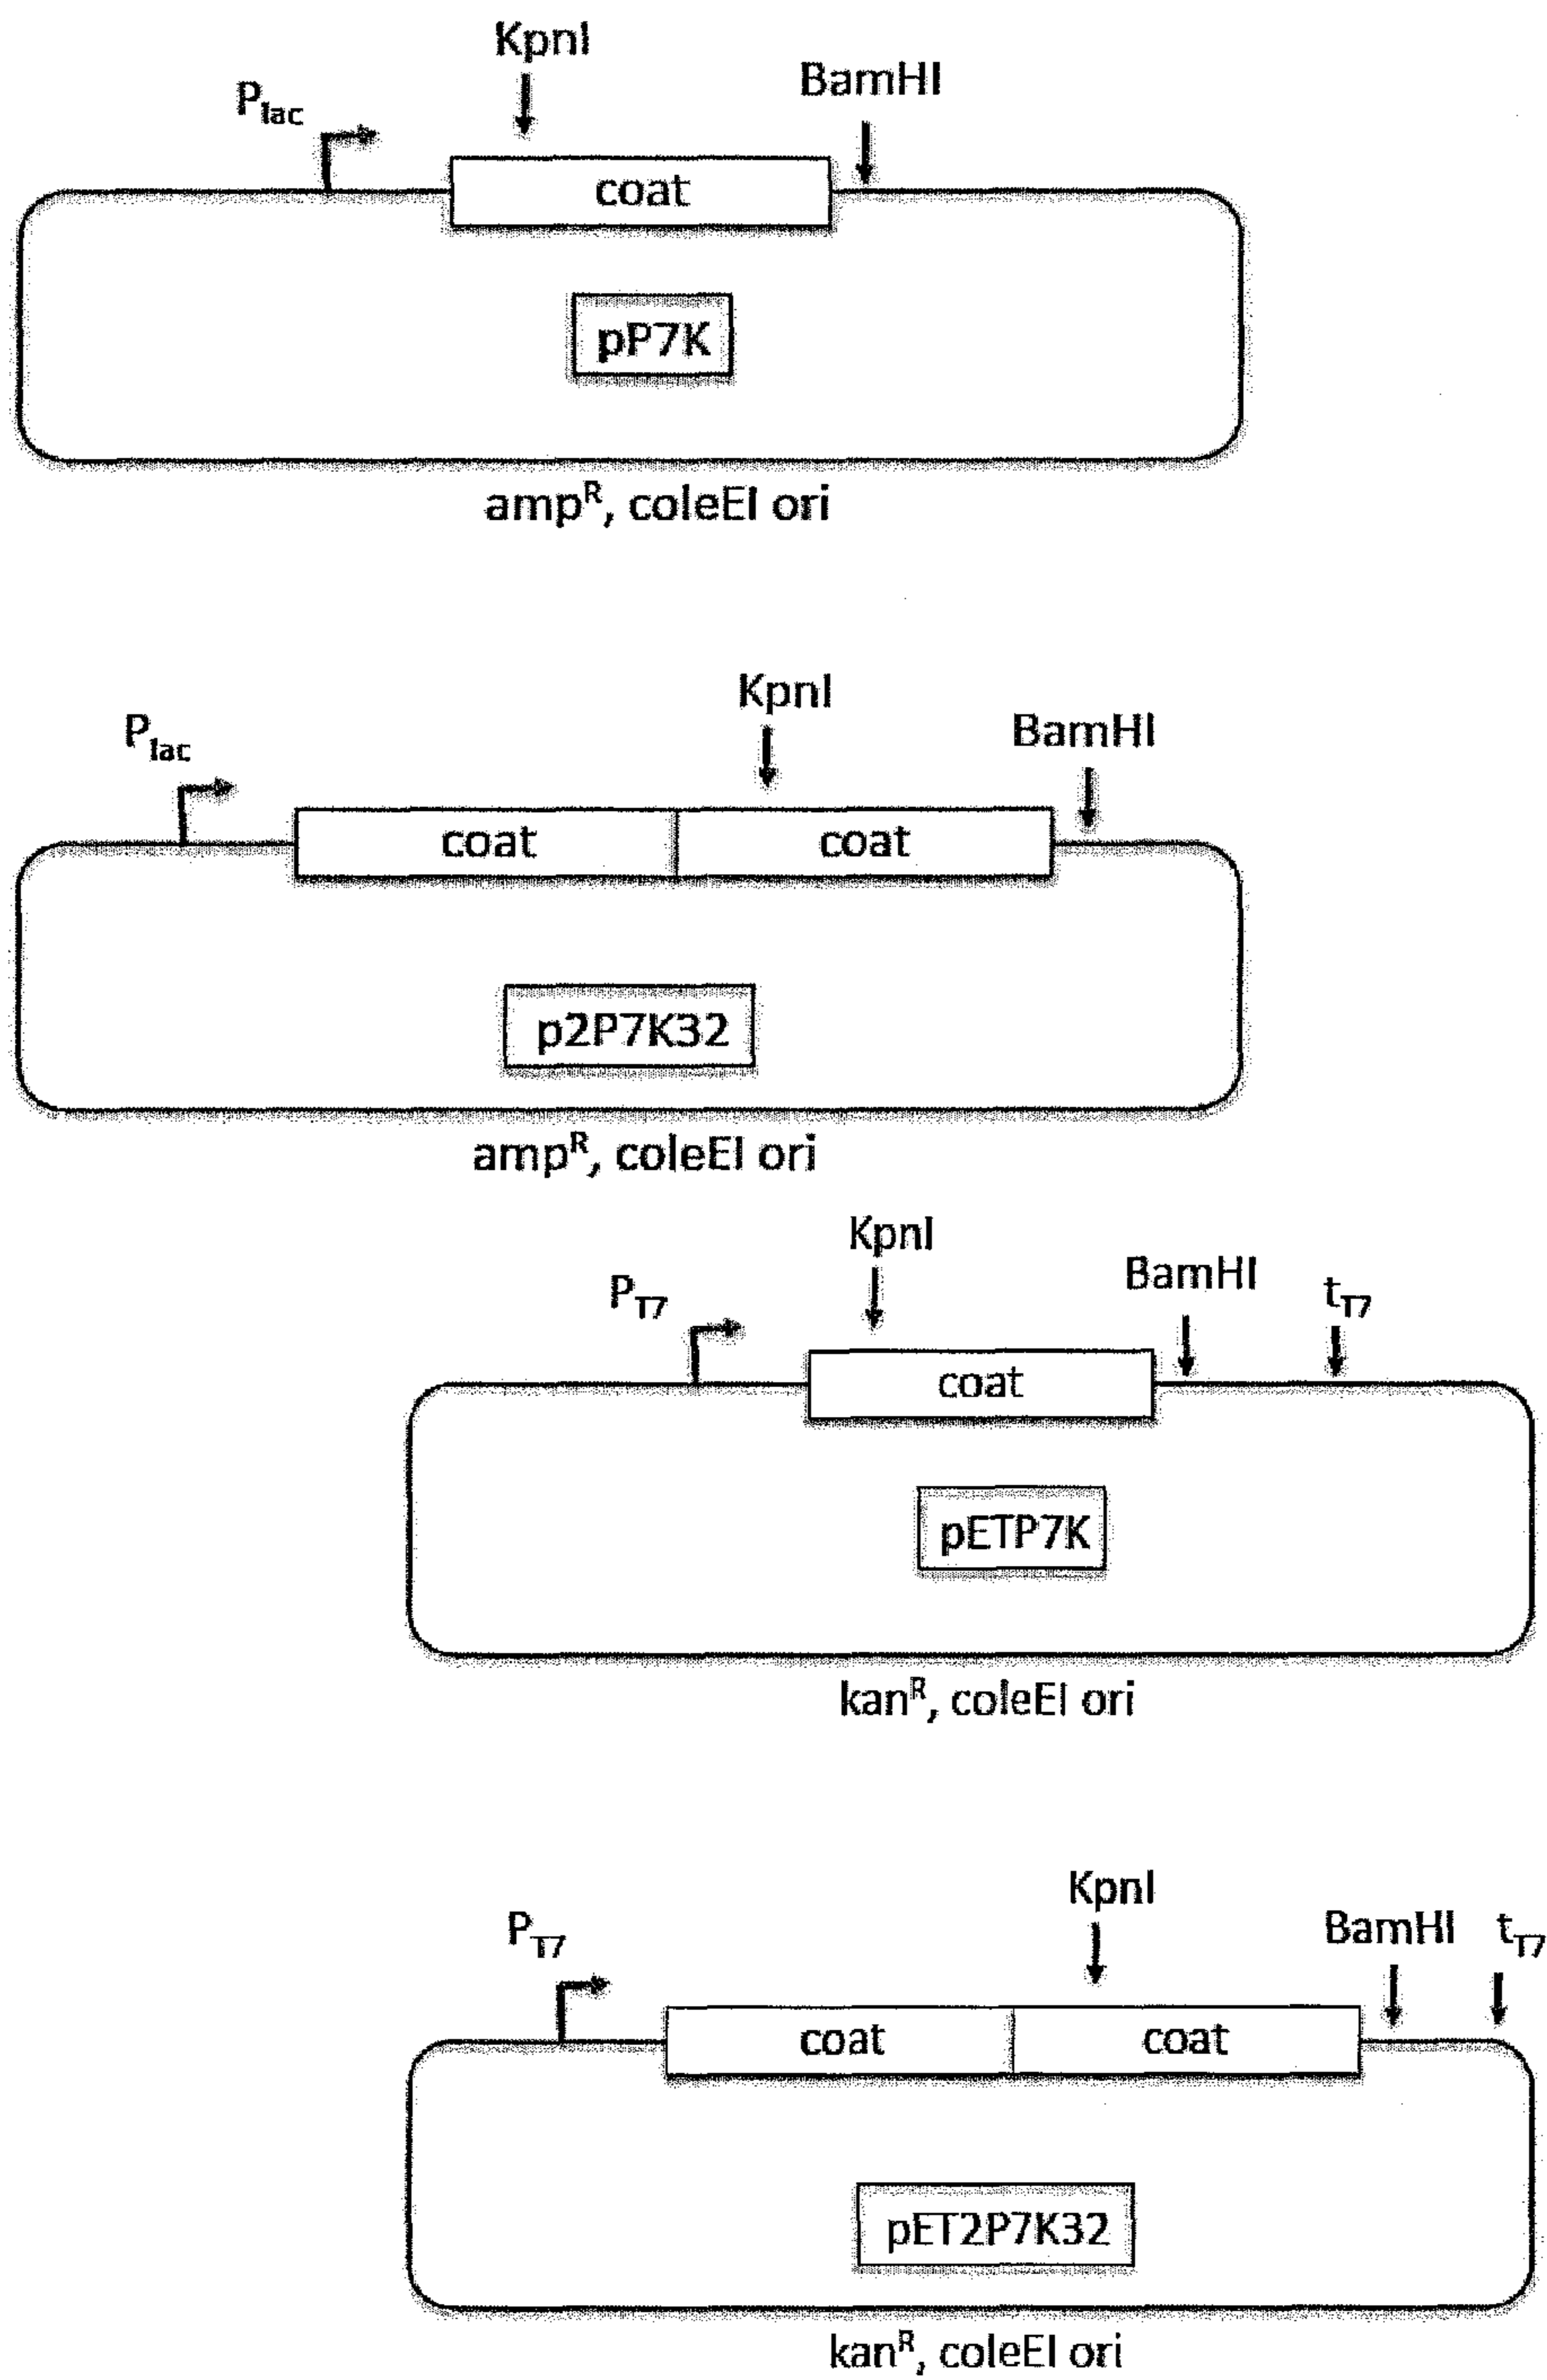 KpnI
BamHI
Plac
coat
pP7K
ampR, coleEI ori
KpnI
BamHI
Plac
coat coat
p2P7K32
ampR, coleEI ori
KpnI
BamHI
tT7
PT7
coat
pETP7K
kanR, coleEI ori
KpnI
BamHI
tT7
PT7
coat coat
pET2P7K32
kanR, coleEI ori